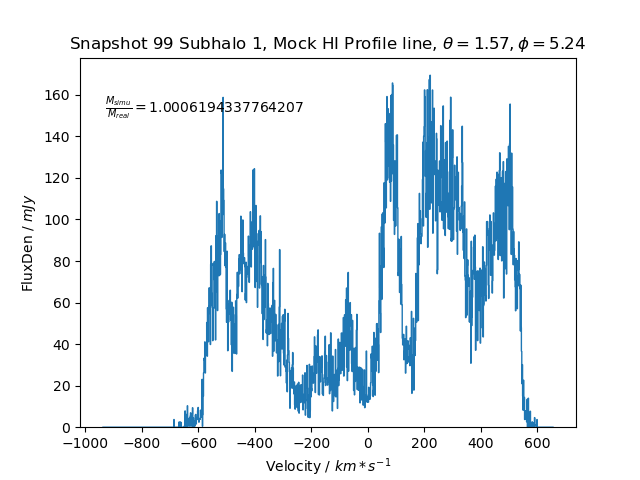 Snapshot 99 Subhalo 1, Mock HI Profile line, θ = 1.57, ϕ = 5.24
M_simu/M_real = 1.0006194337764207
FluxDen / mJy
160
140
120
100
80
60
40
20
0
−1000 −800 −600 −400 −200 0 200 400 600
Velocity / km * s^−1